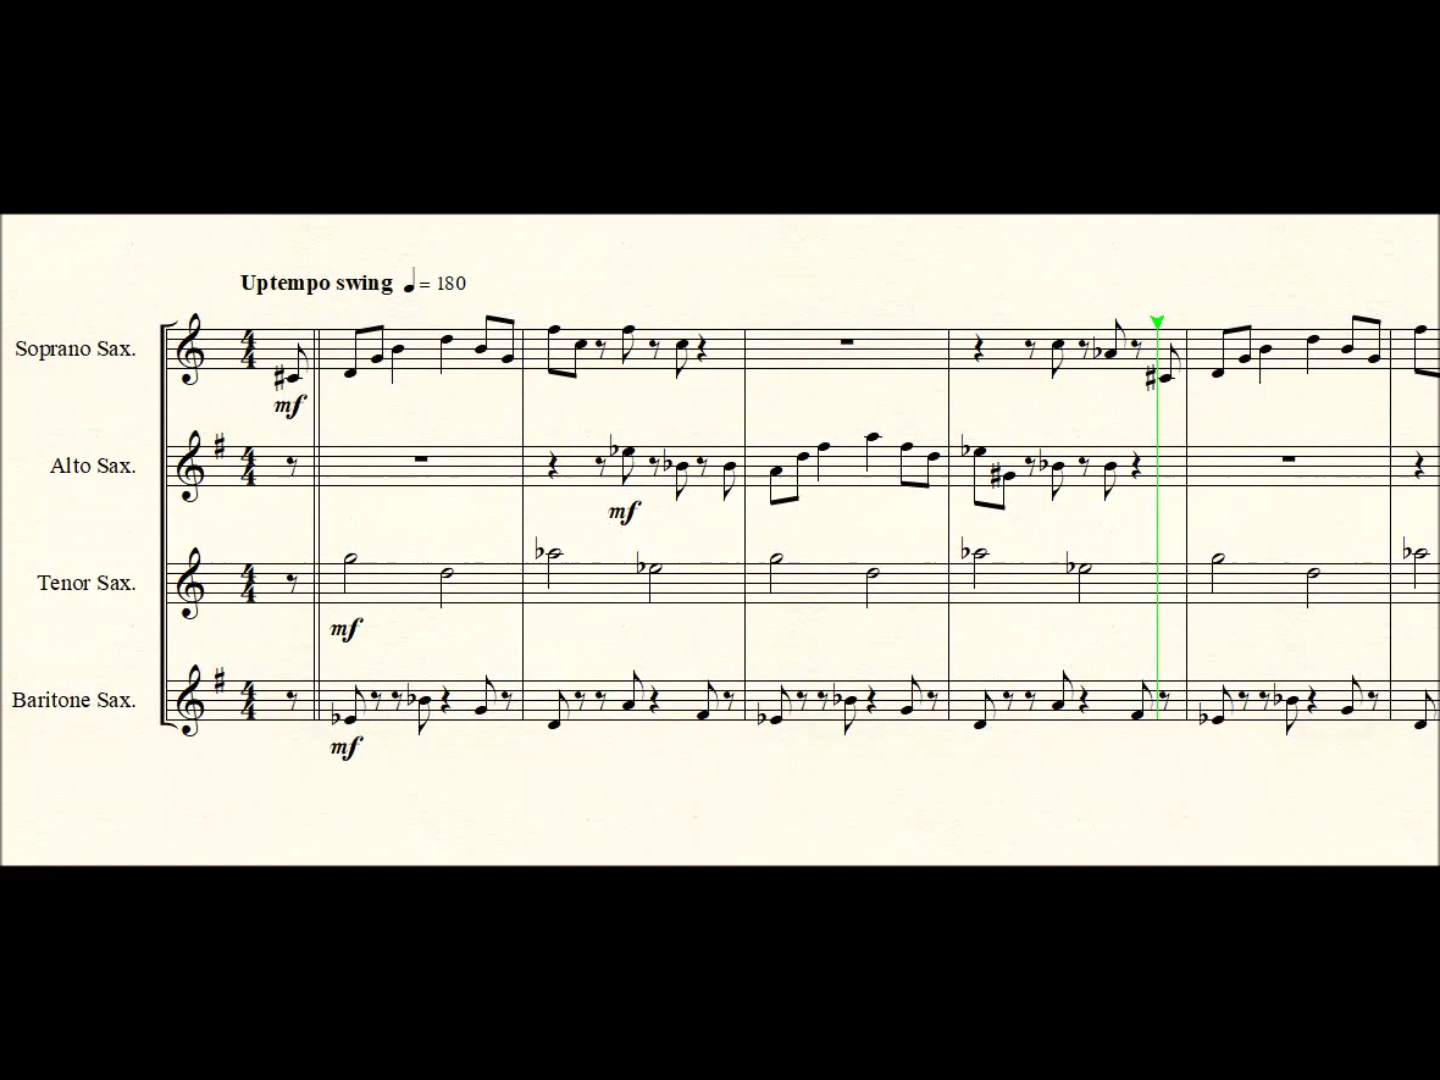 Uptempo swing ♩= 180
Soprano Sax.
mf
Alto Sax.
mf
Tenor Sax.
mf
Baritone Sax.
mf